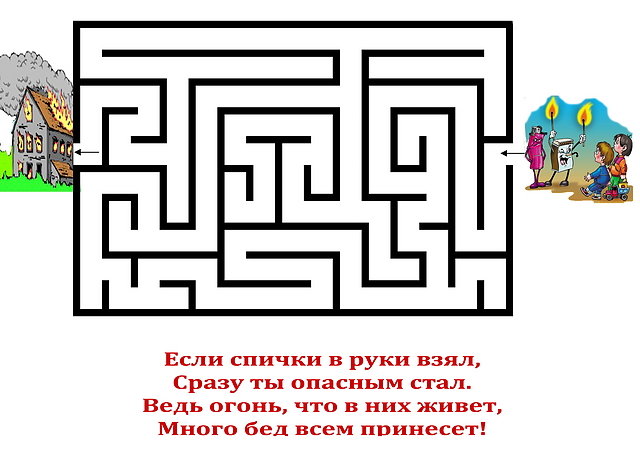 Если спички в руки взял,
Сразу ты опасным стал.
Ведь огонь, что в них живет,
Много бед всем принесет!